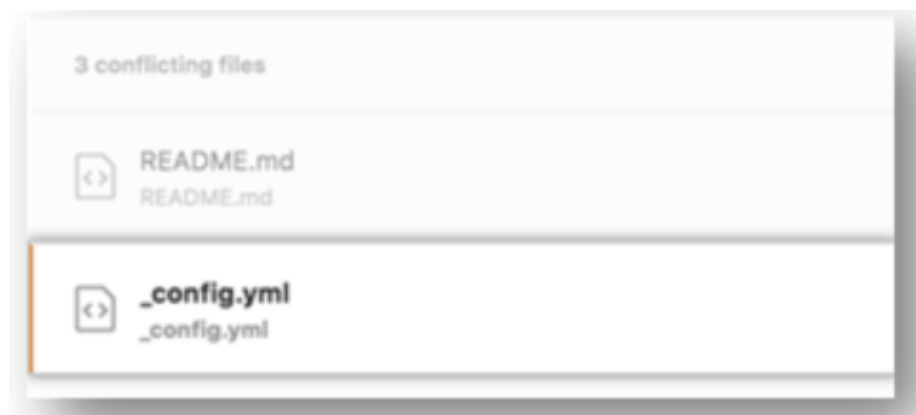 3 conflicting files
README.md
README.md
_config.yml
_config.yml